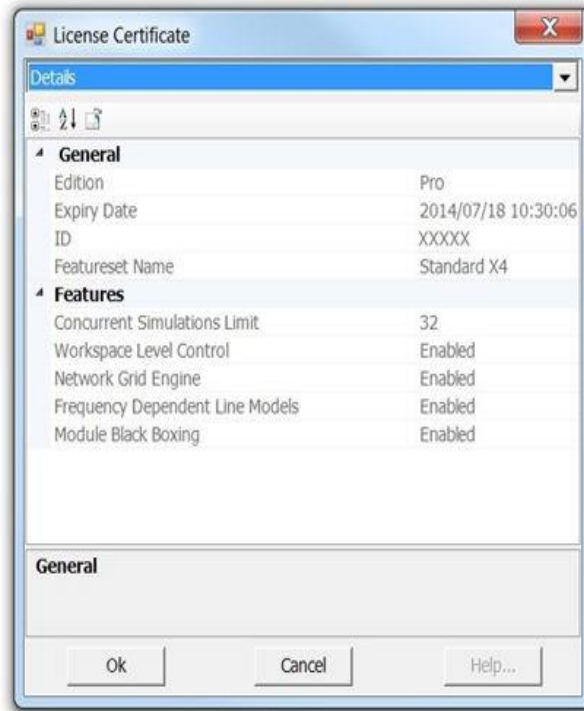 License Certificate
Details
General
Edition Pro
Expiry Date 2014/07/18 10:30:06
ID XXXXX
Featureset Name Standard X4
Features
Concurrent Simulations Limit 32
Workspace Level Control Enabled
Network Grid Engine Enabled
Frequency Dependent Line Models Enabled
Module Black Boxing Enabled
General
Ok Cancel Help...